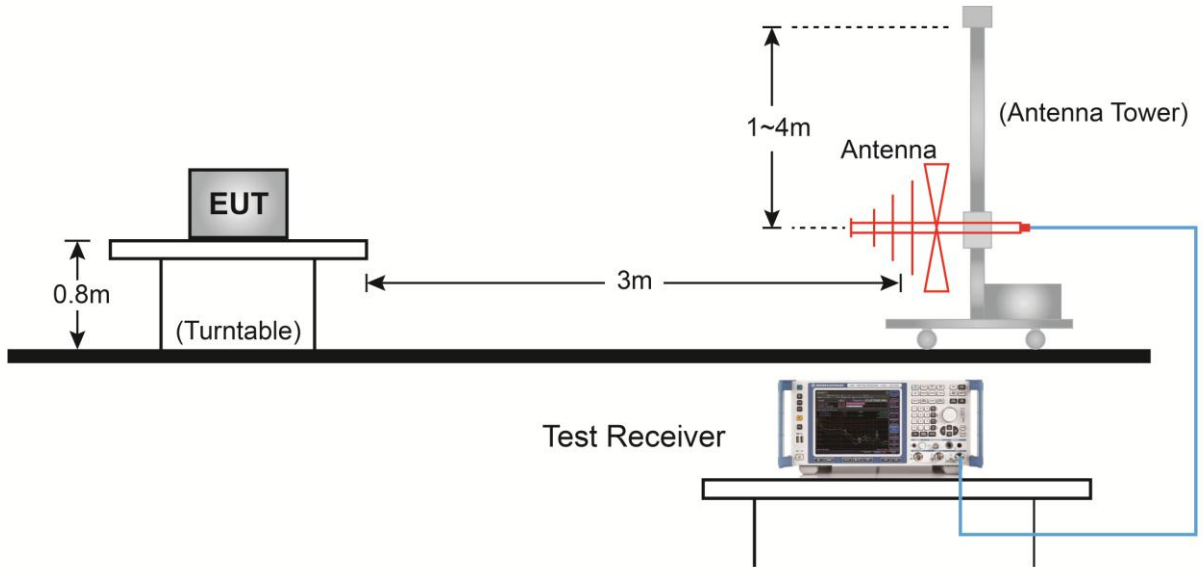 1~4m
(Antenna Tower)
Antenna
EUT
0.8m
(Turntable)
3m
Test Receiver